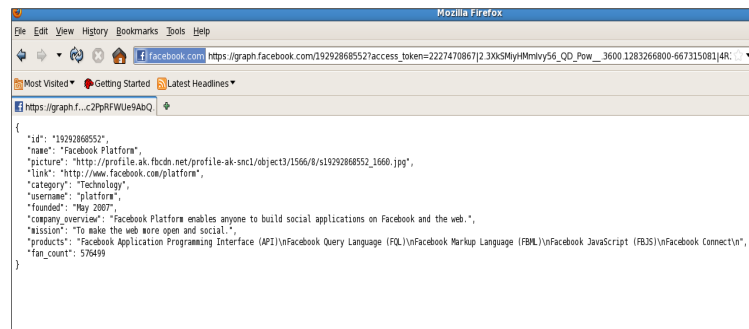 Mozilla Firefox
File Edit View History Bookmarks Tools Help
facebook.com https://graph.facebook.com/19292868552?access_token=2227470867|2.3XkSMiyHMmIvy56_QD_Pow__.3600.1283266800-667315081|4R
Most Visited Getting Started Latest Headlines
https://graph.f...c2PpRFWUe9AbQ.
{
"id": "19292868552",
"name": "Facebook Platform",
"picture": "http://profile.ak.fbcdn.net/profile-ak-snc1/object3/1566/8/s19292868552_1660.jpg",
"link": "http://www.facebook.com/platform",
"category": "Technology",
"username": "platform",
"founded": "May 2007",
"company_overview": "Facebook Platform enables anyone to build social applications on Facebook and the web.",
"mission": "To make the web more open and social.",
"products": "Facebook Application Programming Interface (API)\nFacebook Query Language (FQL)\nFacebook Markup Language (FBML)\nFacebook JavaScript (FBJS)\nFacebook Connect\n",
"fan_count": 576499
}